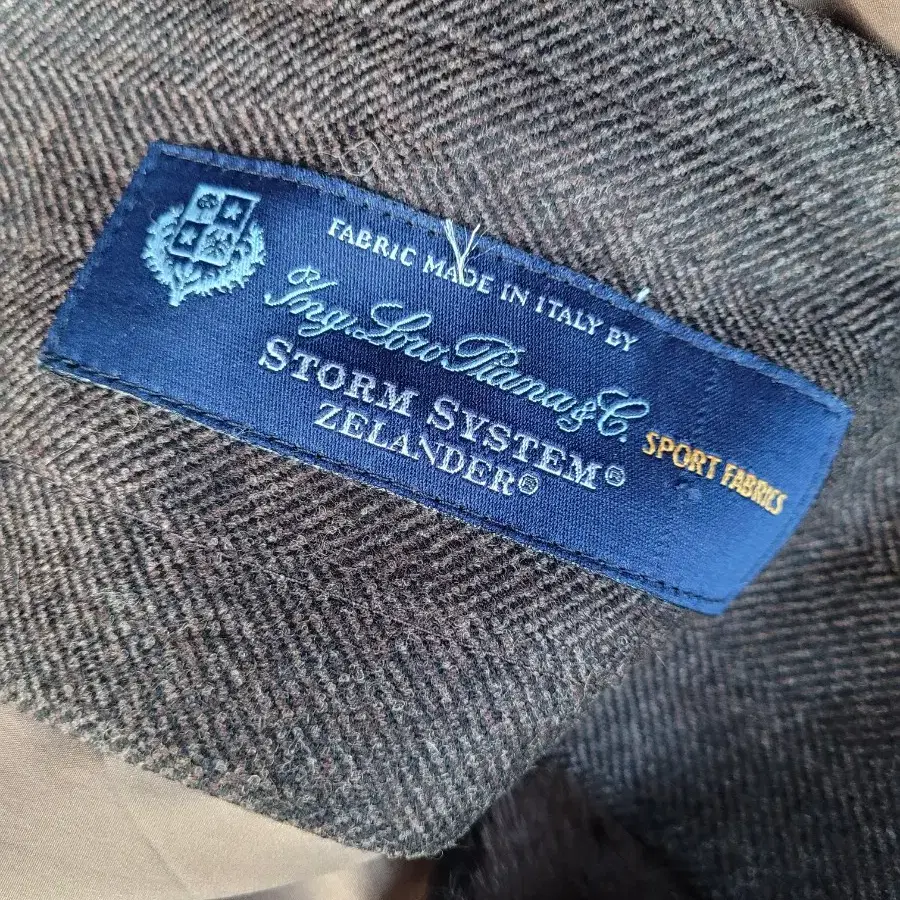 FABRIC MADE IN ITALY BY
Ing. Loro Piana & C.
STORM SYSTEM®
ZELANDER®
SPORT FABRICS